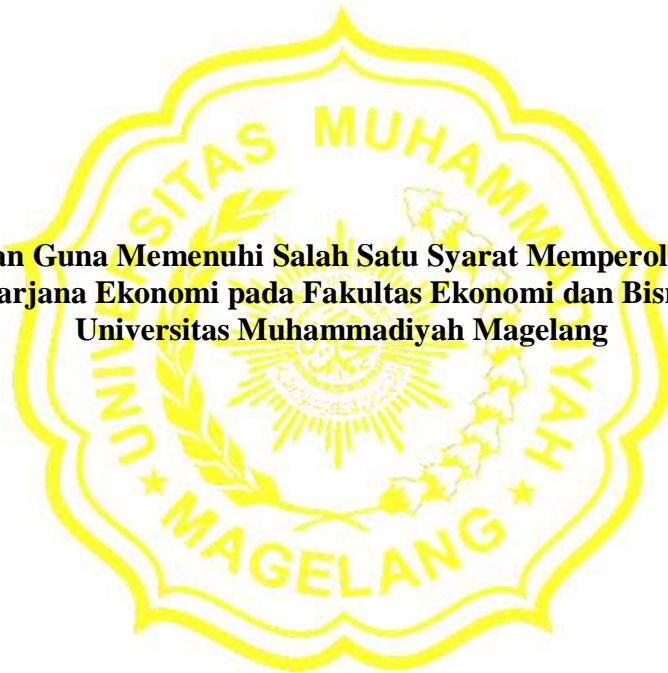 UNIVERSITAS MUHAMMADIYAH
an Guna Memenuhi Salah Satu Syarat Memperol
arjana Ekonomi pada Fakultas Ekonomi dan Bisn
Universitas Muhammadiyah Magelang
MAGELANG